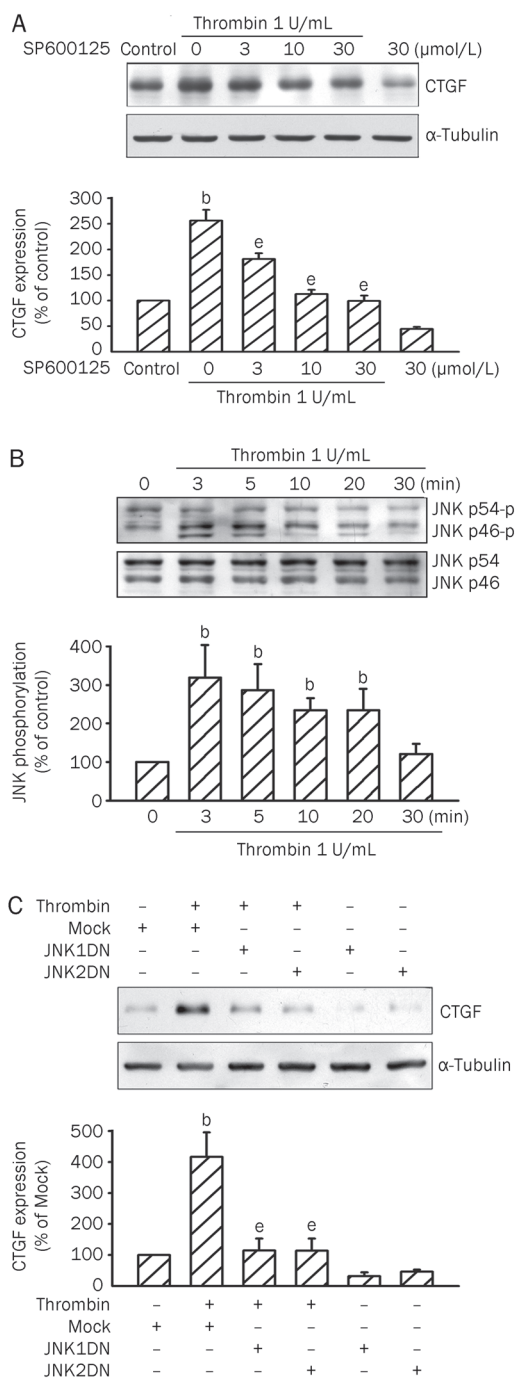 A
Thrombin 1 U/mL
SP600125 Control 0 3 10 30 30 (μmol/L)
CTGF
α-Tubulin
300
b
250
e
200
150
e e
100
50
0
CTGF expression
(% of control)
SP600125 Control 0 3 10 30 30 (μmol/L)
Thrombin 1 U/mL
B
Thrombin 1 U/mL
0 3 5 10 20 30 (min)
JNK p54-p
JNK p46-p
JNK p54
JNK p46
400
b b b b
300
200
100
0
JNK phosphorylation
(% of control)
0 3 5 10 20 30 (min)
Thrombin 1 U/mL
C
Thrombin – + + + – –
Mock + + – – – –
JNK1DN – – + – + –
JNK2DN – – – + – +
CTGF
α-Tubulin
500
b
400
300
200
e e
100
0
CTGF expression
(% of Mock)
Thrombin – + + + – –
Mock + + – – – –
JNK1DN – – + – + –
JNK2DN – – – + – +